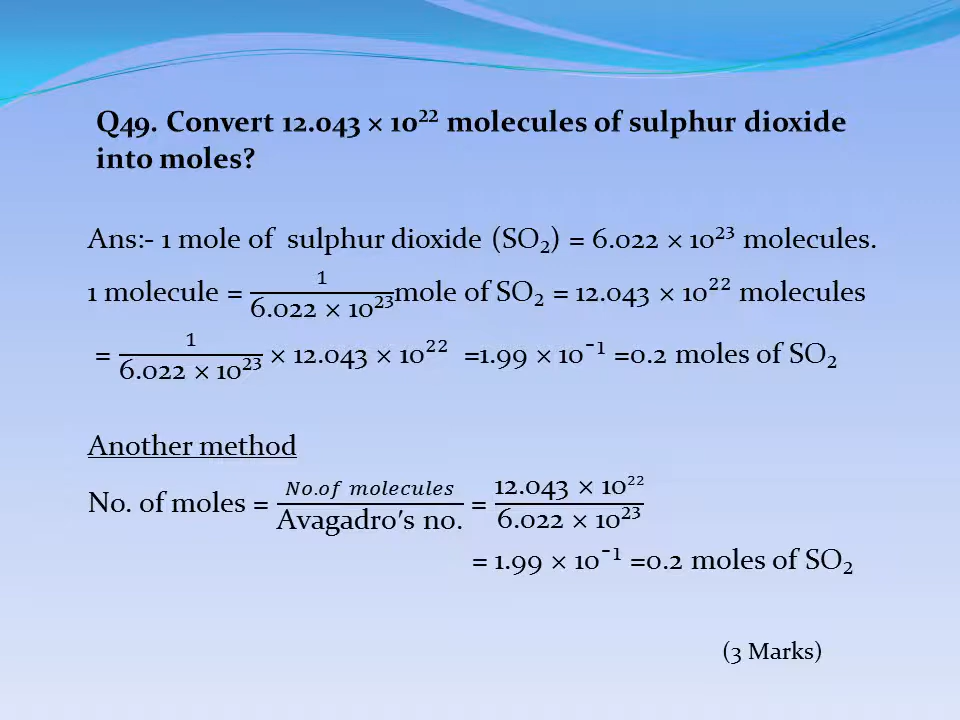 Q49. Convert 12.043 × 10²² molecules of sulphur dioxide
into moles?
Ans:- 1 mole of sulphur dioxide (SO₂) = 6.022 × 10²³ molecules.
1 molecule = 1 / 6.022 × 10²³ mole of SO₂ = 12.043 × 10²² molecules
= 1 / 6.022 × 10²³ × 12.043 × 10²² =1.99 × 10⁻¹ =0.2 moles of SO₂
Another method
No. of moles = No.of molecules / Avagadro's no. = 12.043 × 10²² / 6.022 × 10²³
= 1.99 × 10⁻¹ =0.2 moles of SO₂
(3 Marks)